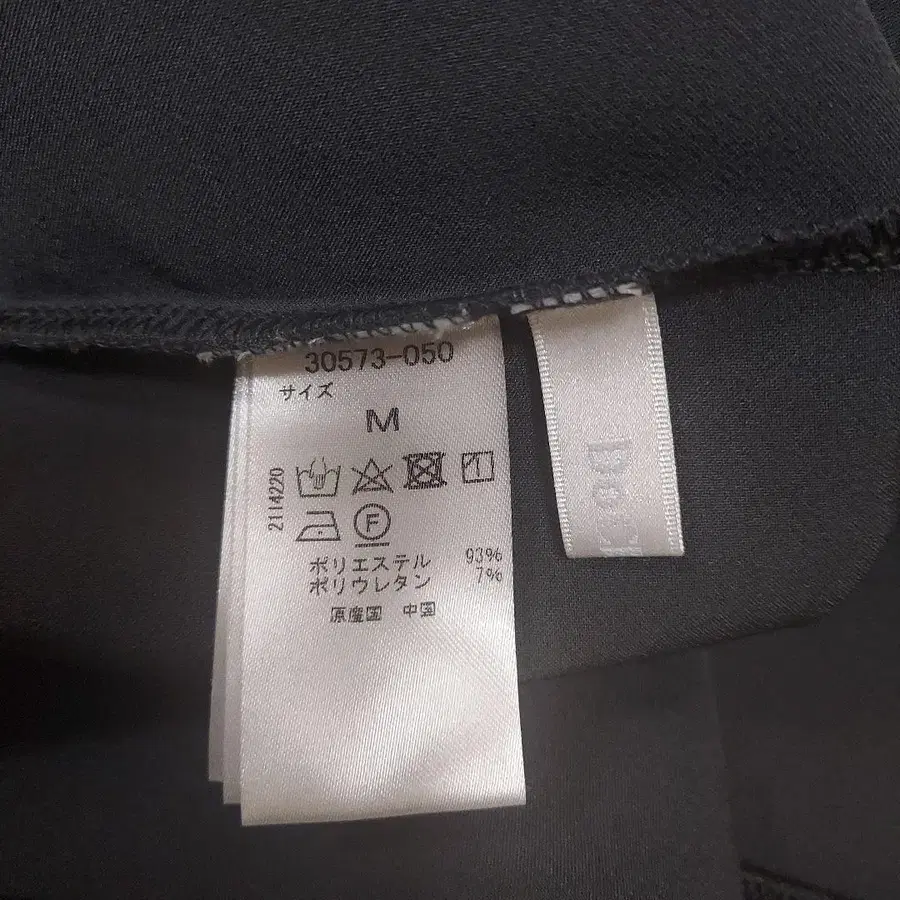 30573-050
サイズ
M
2114220
F
ポリエステル 93%
ポリウレタン 7%
原産国 中国